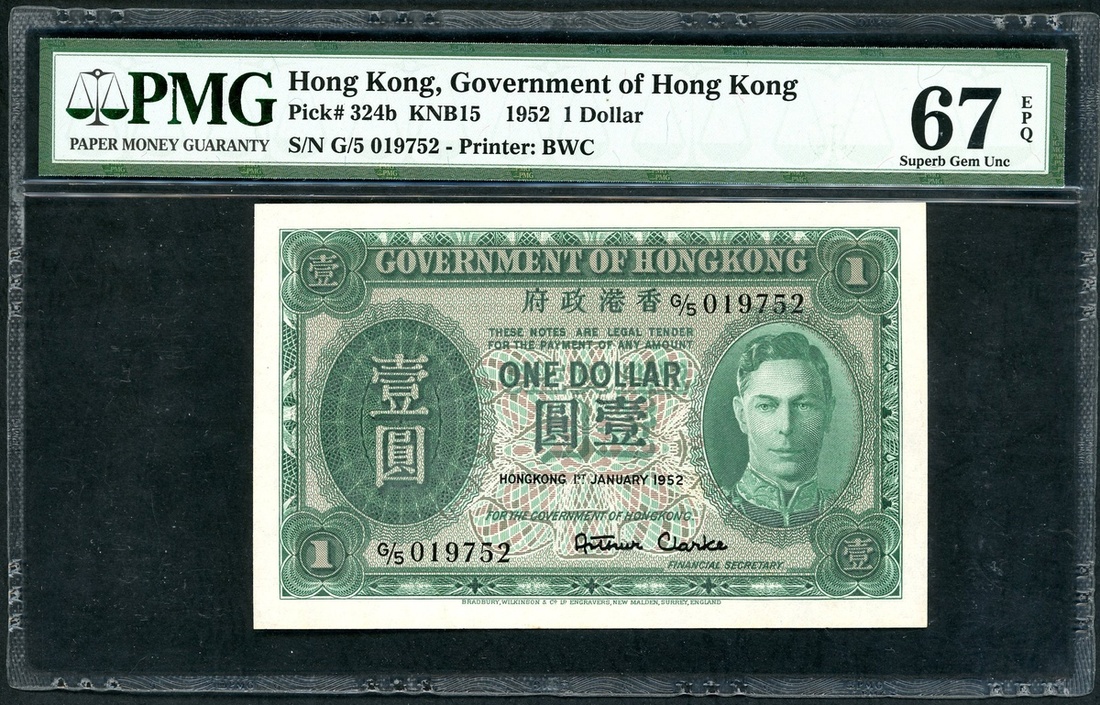 PMG
PAPER MONEY GUARANTY
Hong Kong, Government of Hong Kong
Pick# 324b KNB15 1952 1 Dollar
S/N G/5 019752 - Printer: BWC
67
EPQ
Superb Gem Unc
壹
GOVERNMENT OF HONGKONG
1
府政港香
G/5 019752
THESE NOTES ARE LEGAL TENDER
FOR THE PAYMENT OF ANY AMOUNT
ONE DOLLAR
圓壹
壹圓
HONGKONG 1ST JANUARY 1952
FOR THE GOVERNMENT OF HONGKONG
Arthur Clarke
FINANCIAL SECRETARY
1
G/5 019752
壹
BRADBURY, WILKINSON & Co Ld ENGRAVERS, NEW MALDEN, SURREY, ENGLAND